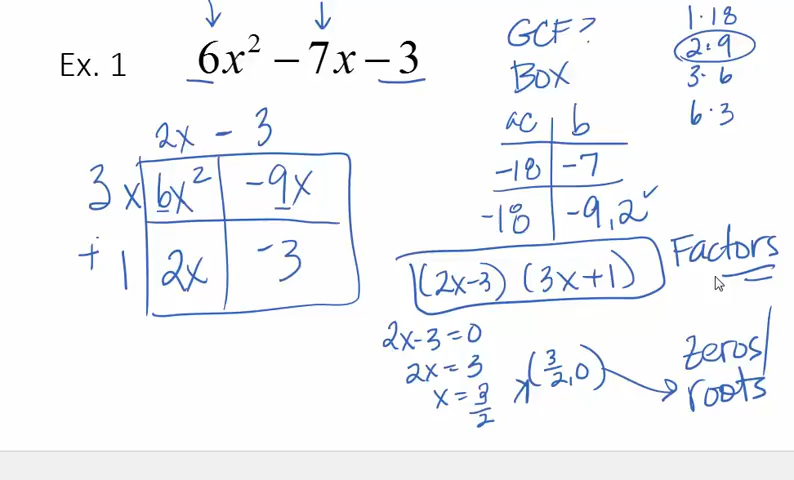 Ex. 1
6x² − 7x − 3
GCF?
BOX
1·18
2·9
3·6
6·3
ac b
-18 -7
-18 -9,2 ✓
2x - 3
3x 6x² -9x
+1 2x -3
(2x-3) (3x+1)
Factors
2x-3=0
2x=3
x=3/2
(3/2,0)
zeros/
roots